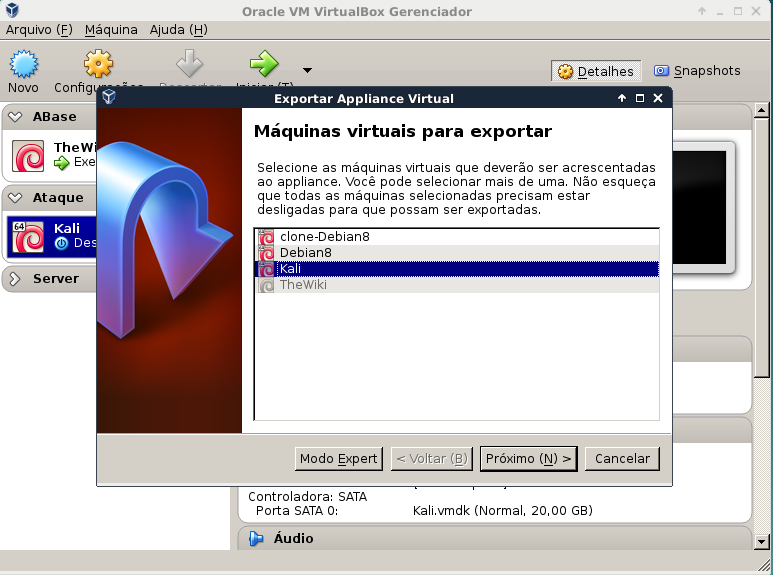 Oracle VM VirtualBox Gerenciador
Arquivo (F) Máquina Ajuda (H)
Novo
Detalhes Snapshots
Exportar Appliance Virtual
ABase
TheWi
Exe
Ataque
64
Kali
Des
Server
Máquinas virtuais para exportar
Selecione as máquinas virtuais que deverão ser acrescentadas
ao appliance. Você pode selecionar mais de uma. Não esqueça
que todas as máquinas selecionadas precisam estar
desligadas para que possam ser exportadas.
clone-Debian8
Debian8
Kali
TheWiki
Modo Expert < Voltar (B) Próximo (N) > Cancelar
Controladora: SATA
Porta SATA 0: Kali.vmdk (Normal, 20,00 GB)
Áudio